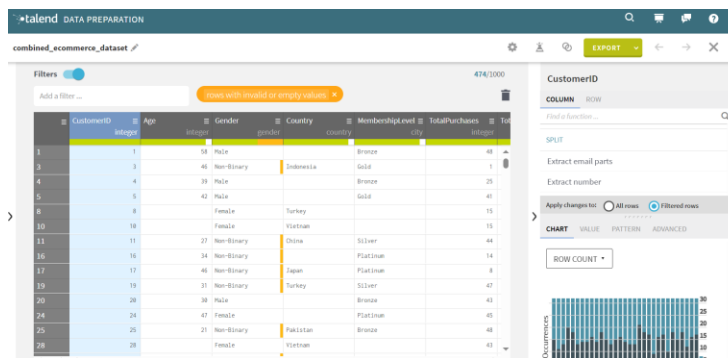 talend DATA PREPARATION
combined_ecommerce_dataset
EXPORT
Filters
474/1000
Add a filter ...
rows with invalid or empty values ×
CustomerID integer Age integer Gender gender Country country MembershipLevel city TotalPurchases integer Tot
1 1 58 Male Bronze 48
3 3 46 Non-Binary Indonesia Gold 1
4 4 39 Male Bronze 25
5 5 42 Male Gold 41
8 8 Female Turkey 15
10 10 Female Vietnam 15
11 11 27 Non-Binary China Silver 44
16 16 34 Non-Binary Platinum 14
17 17 46 Non-Binary Japan Platinum 8
19 19 31 Non-Binary Turkey Silver 47
20 20 30 Male Bronze 43
24 24 47 Female Platinum 45
25 25 21 Non-Binary Pakistan Bronze 48
28 28 Female Vietnam 43
CustomerID
COLUMN ROW
Find a function ...
SPLIT
Extract email parts
Extract number
Apply changes to: All rows Filtered rows
CHART VALUE PATTERN ADVANCED
ROW COUNT
Occurrences
30
25
20
15
10